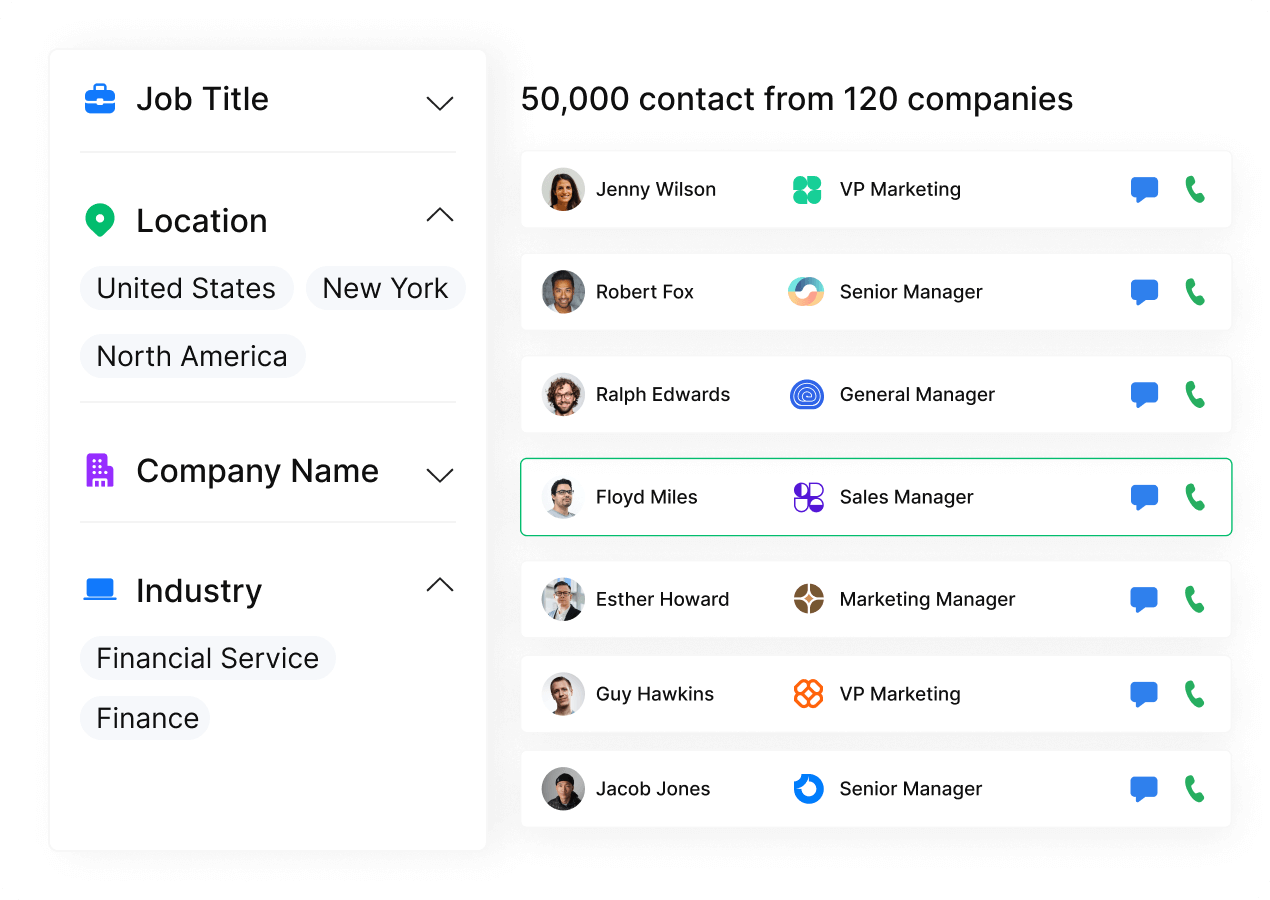 Job Title
Location
United States
New York
North America
Company Name
Industry
Financial Service
Finance
50,000 contact from 120 companies
Jenny Wilson VP Marketing
Robert Fox Senior Manager
Ralph Edwards General Manager
Floyd Miles Sales Manager
Esther Howard Marketing Manager
Guy Hawkins VP Marketing
Jacob Jones Senior Manager